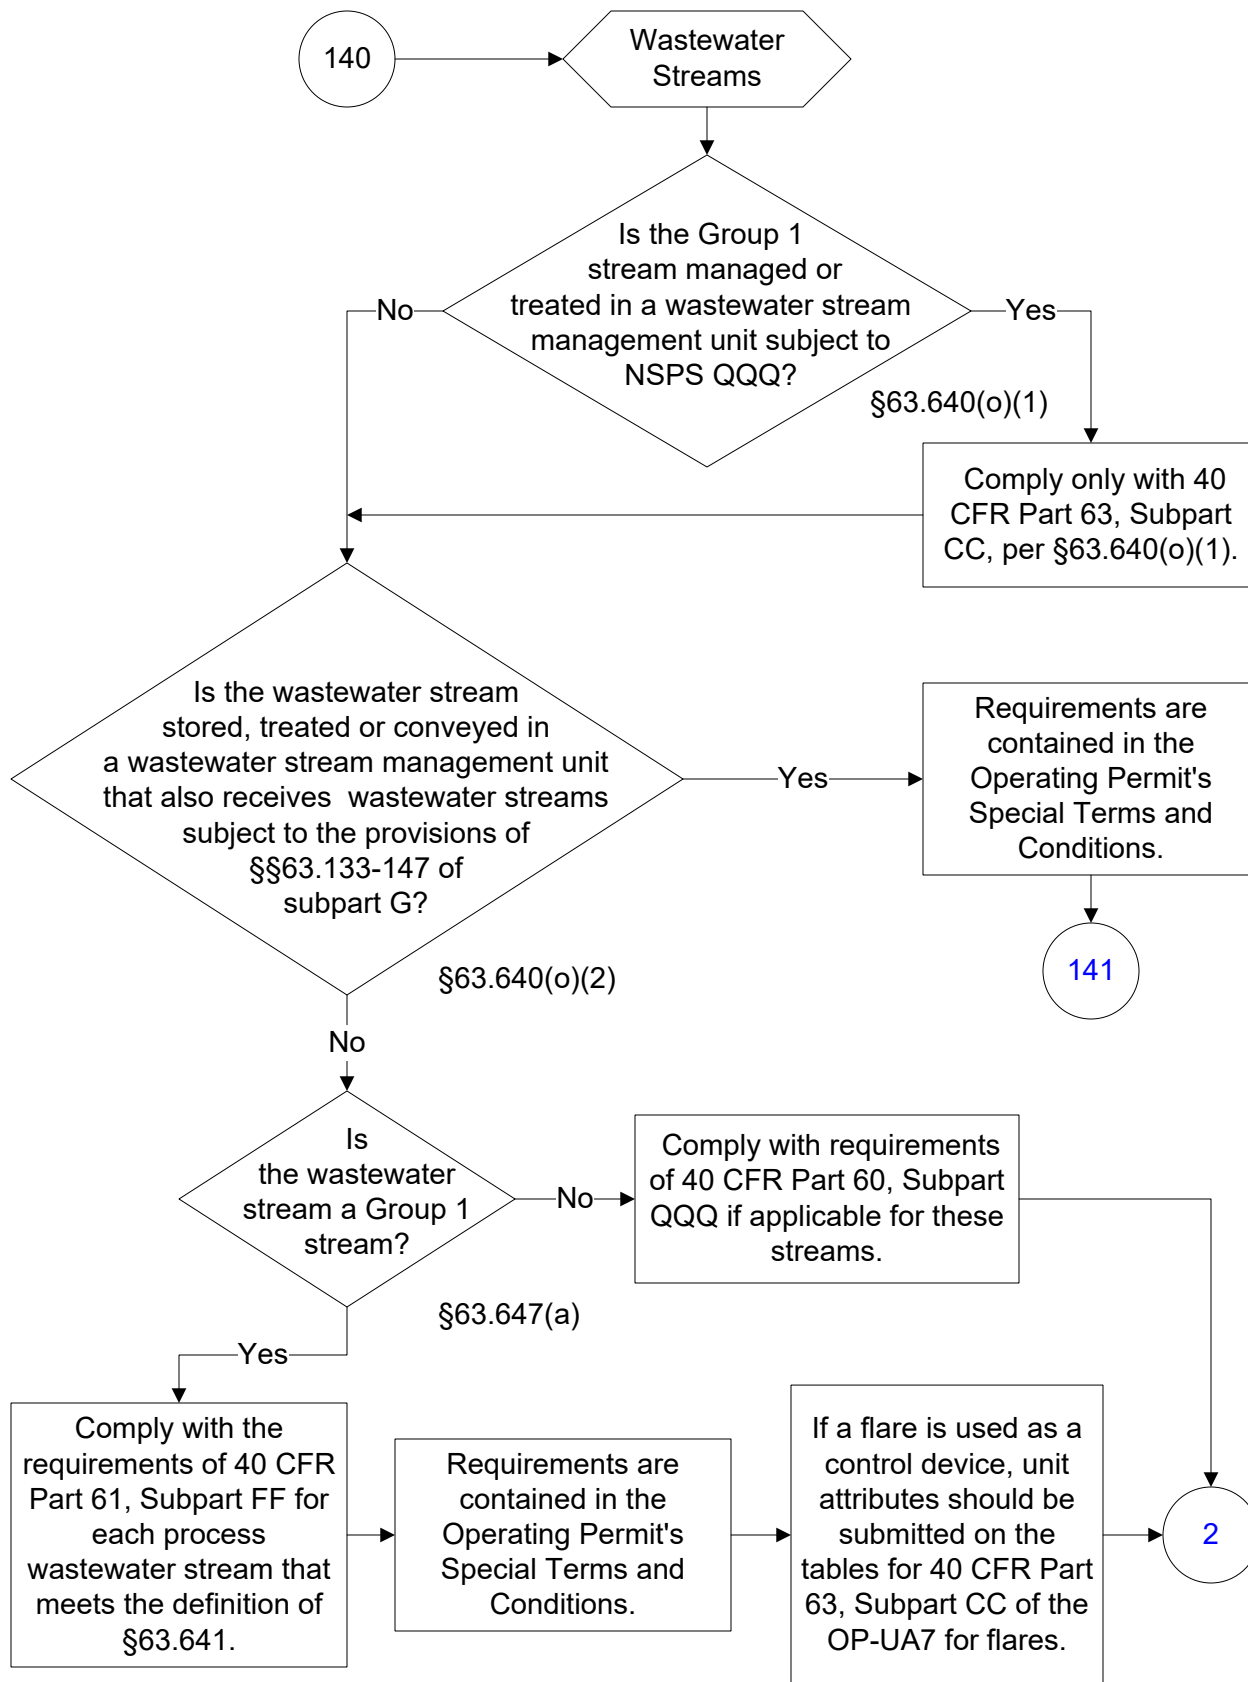 140
Wastewater
Streams
Is the Group 1
stream managed or
treated in a wastewater stream
management unit subject to
NSPS QQQ?
No
Yes
§63.640(o)(1)
Comply only with 40
CFR Part 63, Subpart
CC, per §63.640(o)(1).
Is the wastewater stream
stored, treated or conveyed in
a wastewater stream management unit
that also receives  wastewater streams
subject to the provisions of
§§63.133-147 of
subpart G?
Yes
Requirements are
contained in the
Operating Permit's
Special Terms and
Conditions.
141
§63.640(o)(2)
No
Is
the wastewater
stream a Group 1
stream?
No
Comply with requirements
of 40 CFR Part 60, Subpart
QQQ if applicable for these
streams.
§63.647(a)
Yes
Comply with the
requirements of 40 CFR
Part 61, Subpart FF for
each process
wastewater stream that
meets the definition of
§63.641.
Requirements are
contained in the
Operating Permit's
Special Terms and
Conditions.
If a flare is used as a
control device, unit
attributes should be
submitted on the
tables for 40 CFR Part
63, Subpart CC of the
OP-UA7 for flares.
2